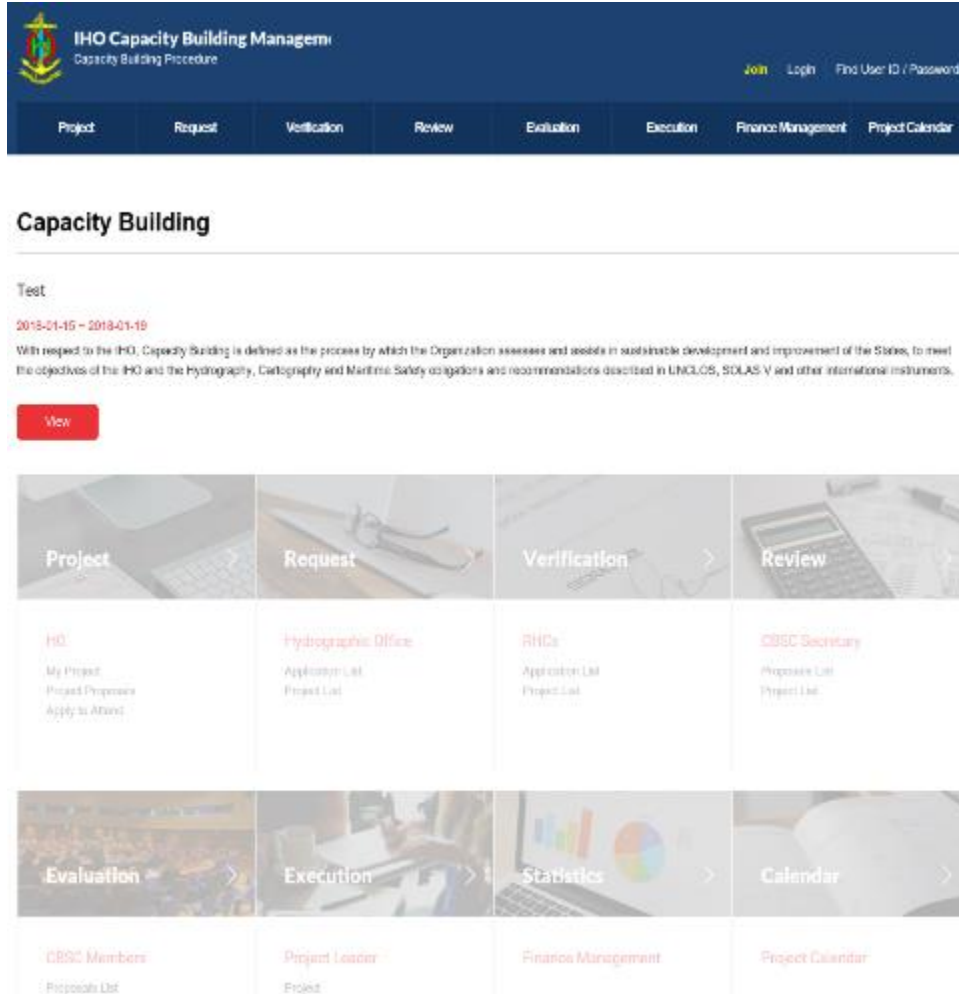 IHO Capacity Building Managem
Capacity Building Procedure
Join Login Find User ID / Password
Project Request Verification Review Evaluation Execution Finance Management Project Calendar
Capacity Building
Test
2018-01-15 ~ 2018-01-19
With respect to the IHO, Capacity Building is defined as the process by which the Organization assesses and assists in sustainable development and improvement of the States, to meet
the objectives of the IHO and the Hydrography, Cartography and Maritime Safety obligations and recommendations described in UNCLOS, SOLAS V and other international instruments.
View
Project Request Verification Review
HO Hydrographic Office RHCs CBSC Secretary
My Project Application List Application List Proposals List
Project Proposals Project List Project List Project List
Apply to Attend
Evaluation Execution Statistics Calendar
CBSC Members Project Leader Finance Management Project Calendar
Proposals List Project